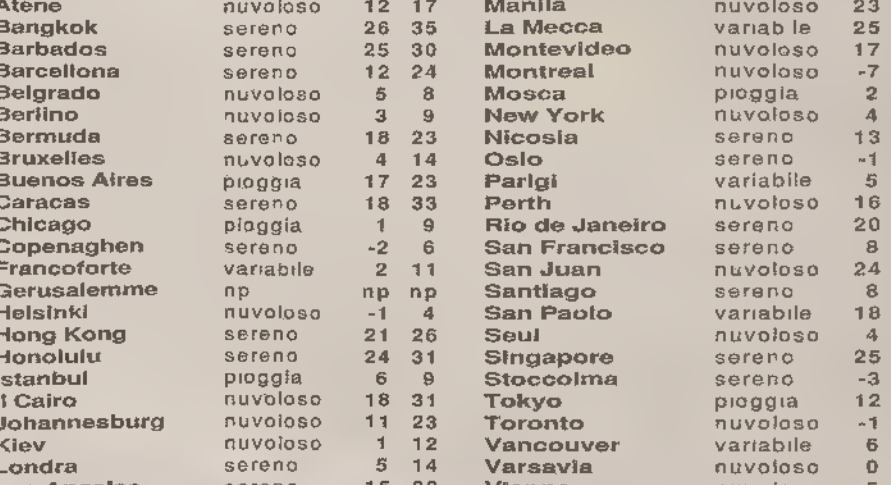 Atene nuvoloso 12 17 Manila nuvoloso 23
Bangkok sereno 26 35 La Mecca variab le 25
Barbados sereno 25 30 Montevideo nuvoloso 17
Barcellona sereno 12 24 Montreal nuvoloso -7
Belgrado nuvoloso 5 8 Mosca pioggia 2
Berlino nuvoloso 3 9 New York nuvoloso 4
Bermuda sereno 18 23 Nicosia sereno 13
Bruxelles nuvoloso 4 14 Oslo sereno -1
Buenos Aires pioggia 17 23 Parigi variabile 5
Caracas sereno 18 33 Perth nuvoloso 16
Chicago pioggia 1 9 Rio de Janeiro sereno 20
Copenaghen sereno -2 6 San Francisco sereno 8
Francoforte variabile 2 11 San Juan nuvoloso 24
Gerusalemme np np np Santiago sereno 8
Helsinki nuvoloso -1 4 San Paolo variabile 18
Hong Kong sereno 21 26 Seul nuvoloso 4
Honolulu sereno 24 31 Singapore sereno 25
Istanbul pioggia 6 9 Stoccolma sereno -3
Il Cairo nuvoloso 18 31 Tokyo pioggia 12
Johannesburg nuvoloso 11 23 Toronto nuvoloso -1
Kiev nuvoloso 1 12 Vancouver variabile 6
Londra sereno 5 14 Varsavia nuvoloso 0